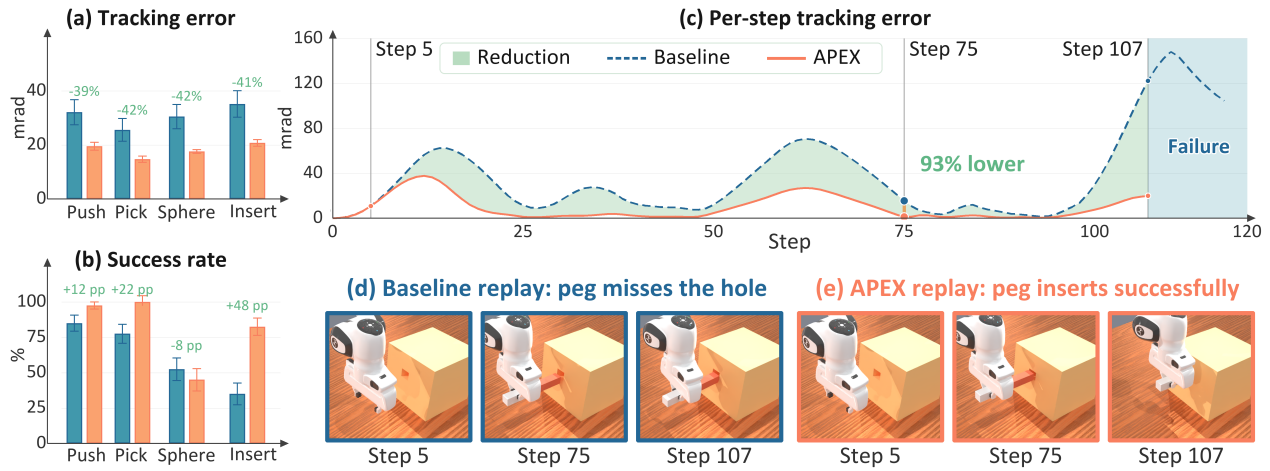 (a) Tracking error
mrad
40
20
0
-39%
-42%
-42%
-41%
Push Pick Sphere Insert
(b) Success rate
%
100
75
50
25
0
+12 pp
+22 pp
-8 pp
+48 pp
Push Pick Sphere Insert
(c) Per-step tracking error
mrad
160
120
80
40
0
Step 5
Step 75
Step 107
Reduction Baseline APEX
93% lower
Failure
0 25 50 75 100 120
Step
(d) Baseline replay: peg misses the hole
Step 5 Step 75 Step 107
(e) APEX replay: peg inserts successfully
Step 5 Step 75 Step 107